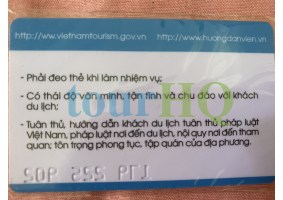 http://www.vietnamtourism.gov.vn http://www.huongdanvien.vn
- Phải đeo thẻ khi làm nhiệm vụ;
- Có thái độ văn minh, tận tình và chu đáo với khách
du lịch;
- Tuân thủ, hướng dẫn khách du lịch tuân thủ pháp luật
Việt Nam, pháp luật nơi đến du lịch, nội quy nơi đến tham
quan; tôn trọng phong tục, tập quán của địa phương.
tourHQ